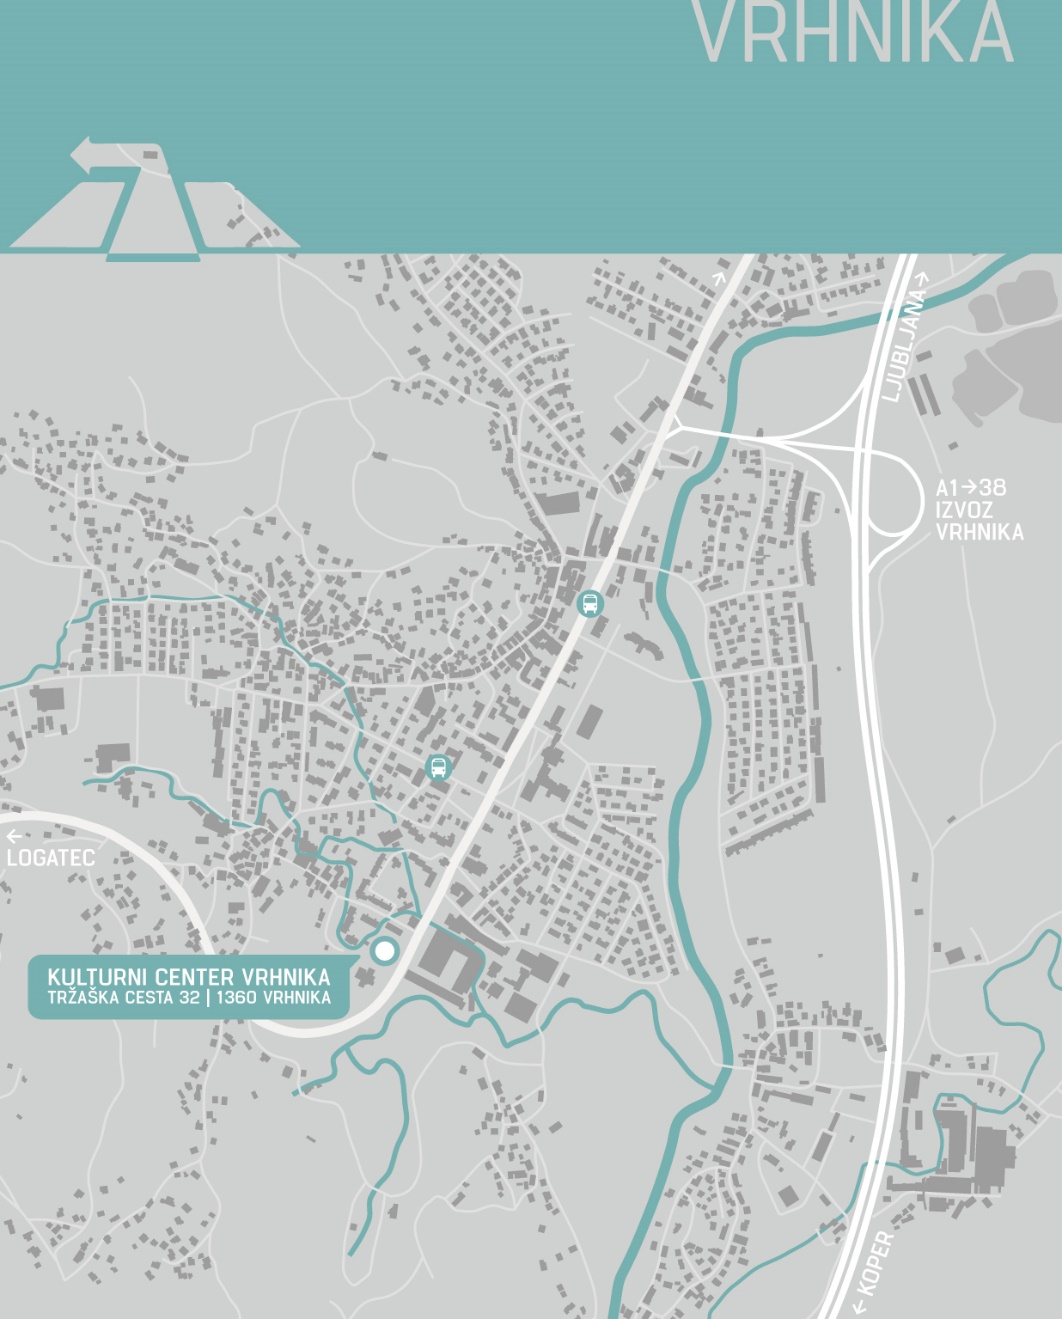 VRHNIKA
LJUBLJANA→
A1→38
IZVOZ
VRHNIKA
←
LOGATEC
KULTURNI CENTER VRHNIKA
TRŽAŠKA CESTA 32 | 1360 VRHNIKA
←KOPER